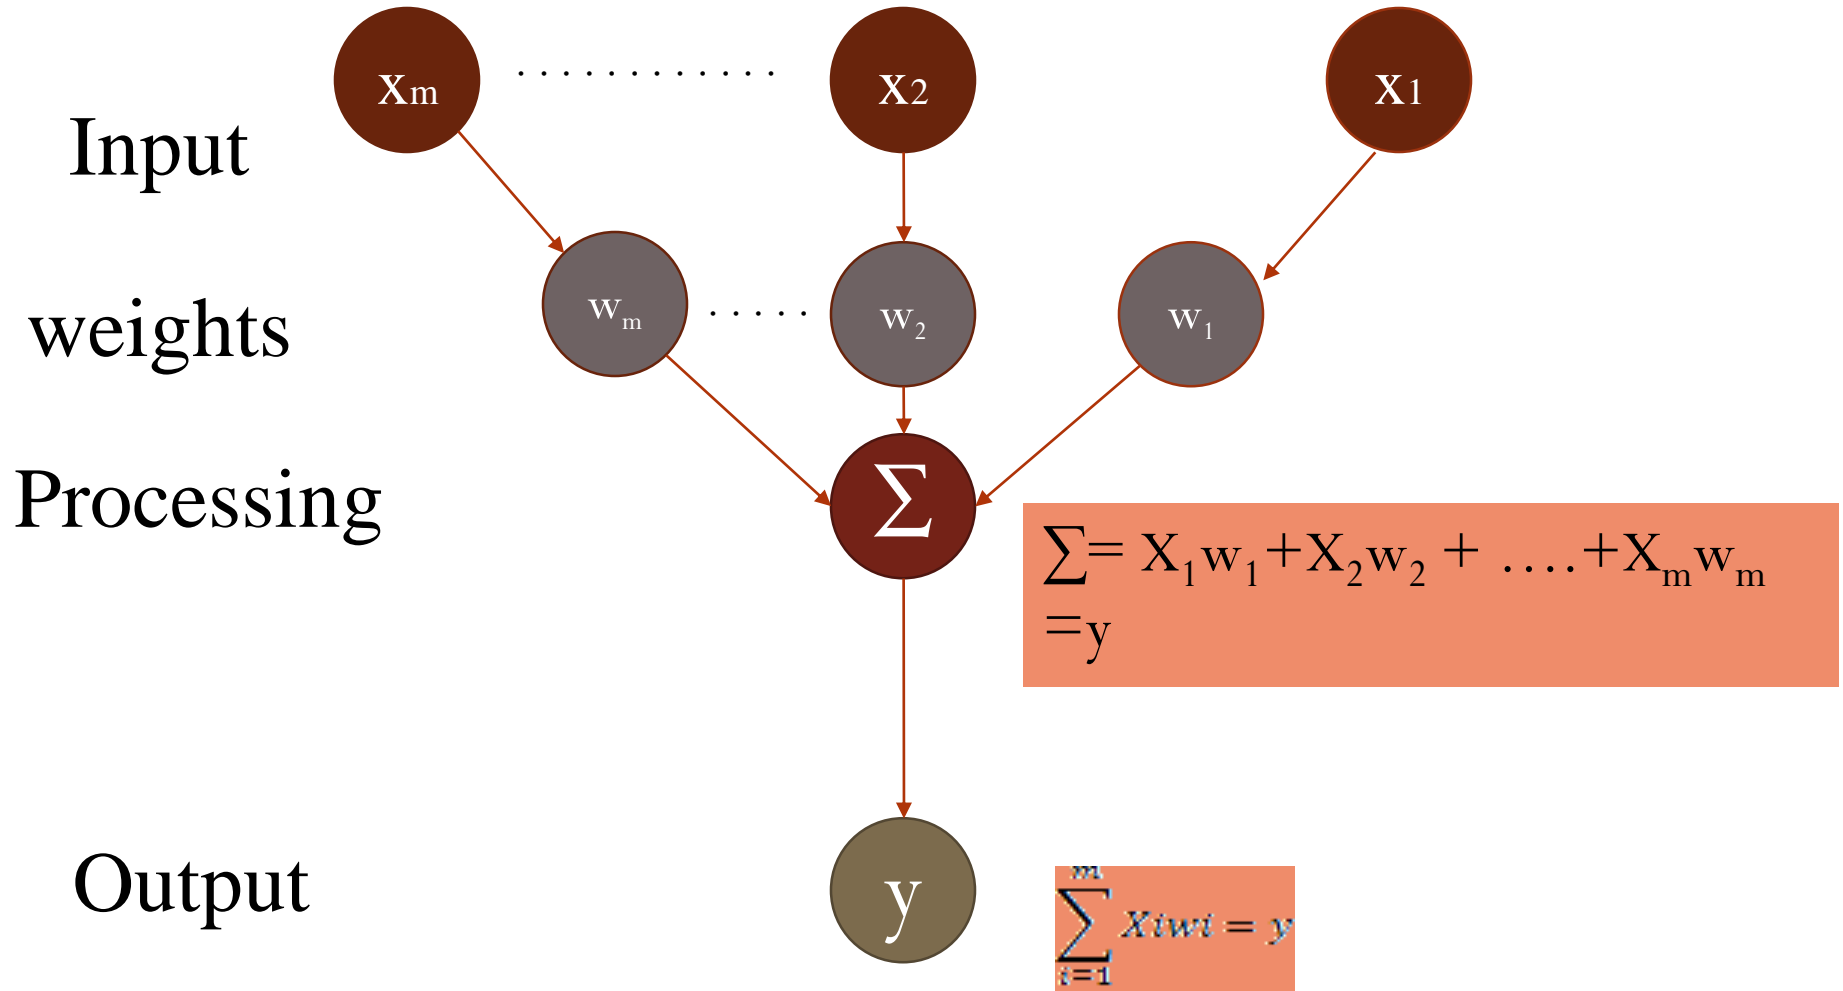 xm ............ x2 x1
Input
wm ..... w2 w1
weights
Processing
∑
∑= X1w1+X2w2 + ....+Xmwm
=y
Output
y
m
∑ Xiwi = y
i=1